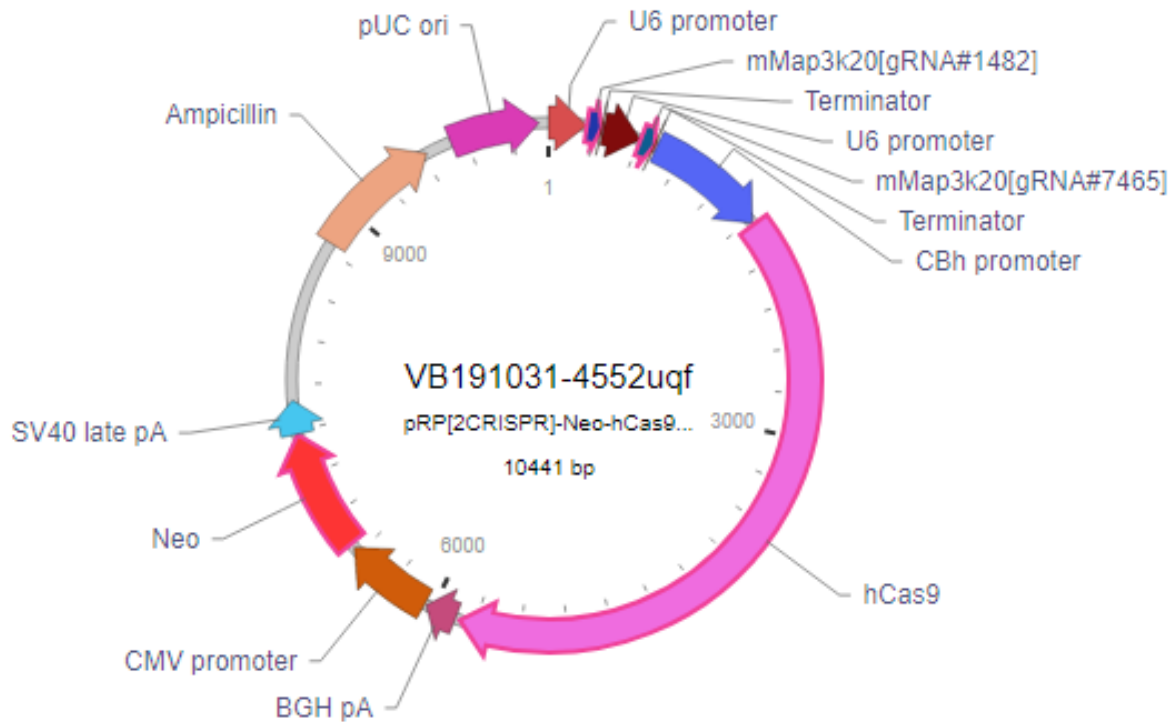 pUC ori
U6 promoter
mMap3k20[gRNA#1482]
Terminator
U6 promoter
mMap3k20[gRNA#7465]
Terminator
CBh promoter
Ampicillin
1
9000
VB191031-4552uqf
pRP[2CRISPR]-Neo-hCas9...
10441 bp
3000
SV40 late pA
Neo
6000
hCas9
CMV promoter
BGH pA